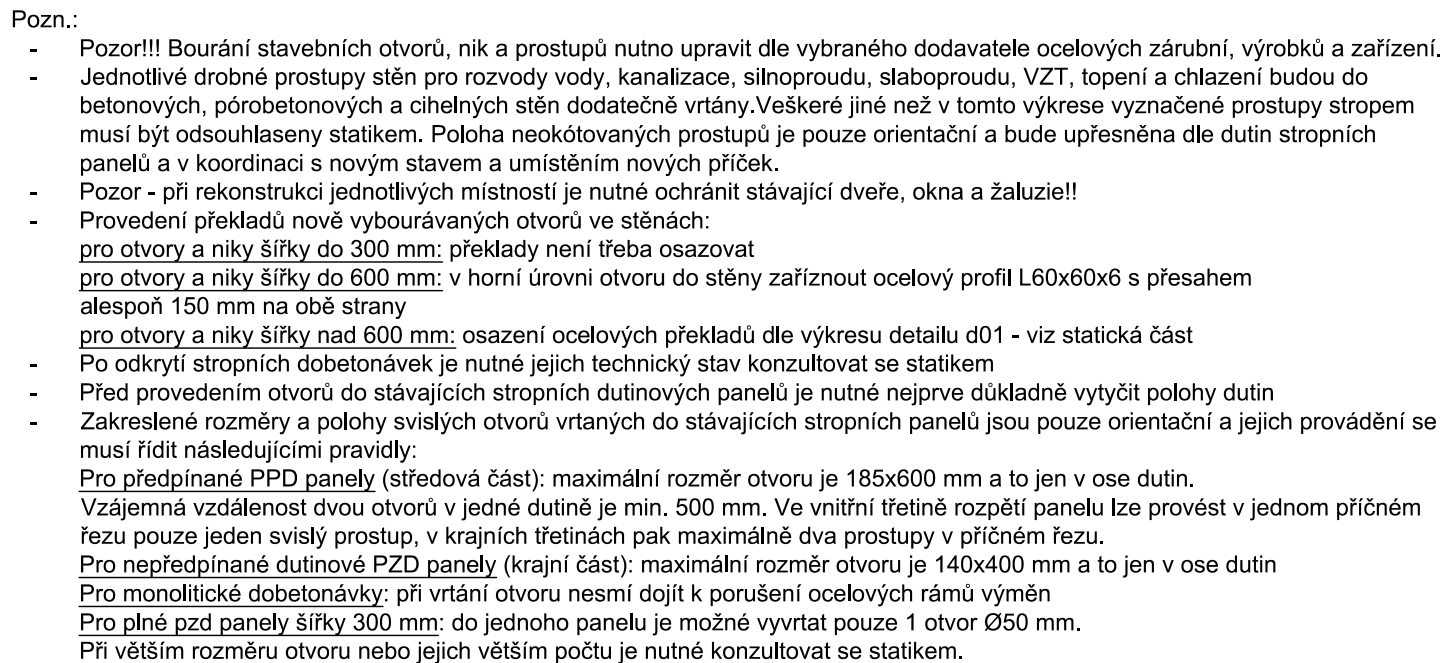 Pozn.:
- Pozor!!! Bourání stavebních otvorů, nik a prostupů nutno upravit dle vybraného dodavatele ocelových zárubní, výrobků a zařízení.
- Jednotlivé drobné prostupy stěn pro rozvody vody, kanalizace, silnoproudu, slaboproudu, VZT, topení a chlazení budou do
betonových, pórobetonových a cihelných stěn dodatečně vrtány.Veškeré jiné než v tomto výkrese vyznačené prostupy stropem
musí být odsouhlaseny statikem. Poloha neokótovaných prostupů je pouze orientační a bude upřesněna dle dutin stropních
panelů a v koordinaci s novým stavem a umístěním nových příček.
- Pozor - při rekonstrukci jednotlivých místností je nutné ochránit stávající dveře, okna a žaluzie!!
- Provedení překladů nově vybourávaných otvorů ve stěnách:
pro otvory a niky šířky do 300 mm: překlady není třeba osazovat
pro otvory a niky šířky do 600 mm: v horní úrovni otvoru do stěny zaříznout ocelový profil L60x60x6 s přesahem
alespoň 150 mm na obě strany
pro otvory a niky šířky nad 600 mm: osazení ocelových překladů dle výkresu detailu d01 - viz statická část
- Po odkrytí stropních dobetonávek je nutné jejich technický stav konzultovat se statikem
- Před provedením otvorů do stávajících stropních dutinových panelů je nutné nejprve důkladně vytyčit polohy dutin
- Zakreslené rozměry a polohy svislých otvorů vrtaných do stávajících stropních panelů jsou pouze orientační a jejich provádění se
musí řídit následujícími pravidly:
Pro předpínané PPD panely (středová část): maximální rozměr otvoru je 185x600 mm a to jen v ose dutin.
Vzájemná vzdálenost dvou otvorů v jedné dutině je min. 500 mm. Ve vnitřní třetině rozpětí panelu lze provést v jednom příčném
řezu pouze jeden svislý prostup, v krajních třetinách pak maximálně dva prostupy v příčném řezu.
Pro nepředpínané dutinové PZD panely (krajní část): maximální rozměr otvoru je 140x400 mm a to jen v ose dutin
Pro monolitické dobetonávky: při vrtání otvoru nesmí dojít k porušení ocelových rámů výměn
Pro plné pzd panely šířky 300 mm: do jednoho panelu je možné vyvrtat pouze 1 otvor Ø50 mm.
Při větším rozměru otvoru nebo jejich větším počtu je nutné konzultovat se statikem.